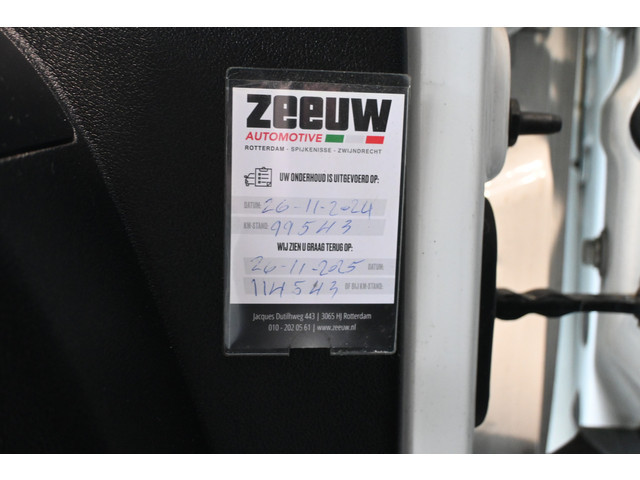 zeeuw
AUTOMOTIVE
ROTTERDAM - SPIJKENISSE - ZWIJNDRECHT
UW ONDERHOUD IS UITGEVOERD OP:
DATUM: 26-11-2024
KM-STAND: 99543
WIJ ZIEN U GRAAG TERUG OP:
26-11-2025 DATUM:
114543 OF BIJ KM-STAND:
Jacques Dutilhweg 443 | 3065 HJ Rotterdam
010 - 202 05 61 | www.zeeuw.nl